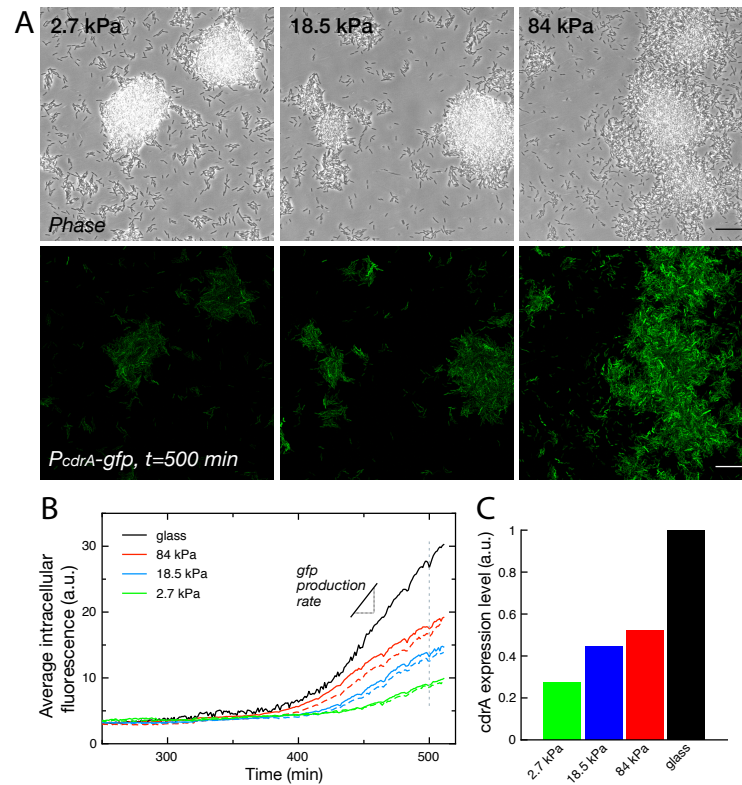 A
2.7 kPa
18.5 kPa
84 kPa
Phase
PcdrA-gfp, t=500 min
B
Average intracellular
fluorescence (a.u.)
30
20
10
5
0
glass
84 kPa
18.5 kPa
2.7 kPa
gfp
production
rate
300
400
500
Time (min)
C
cdrA expression level (a.u.)
1
0.8
0.6
0.4
0.2
0
2.7 kPa
18.5 kPa
84 kPa
glass